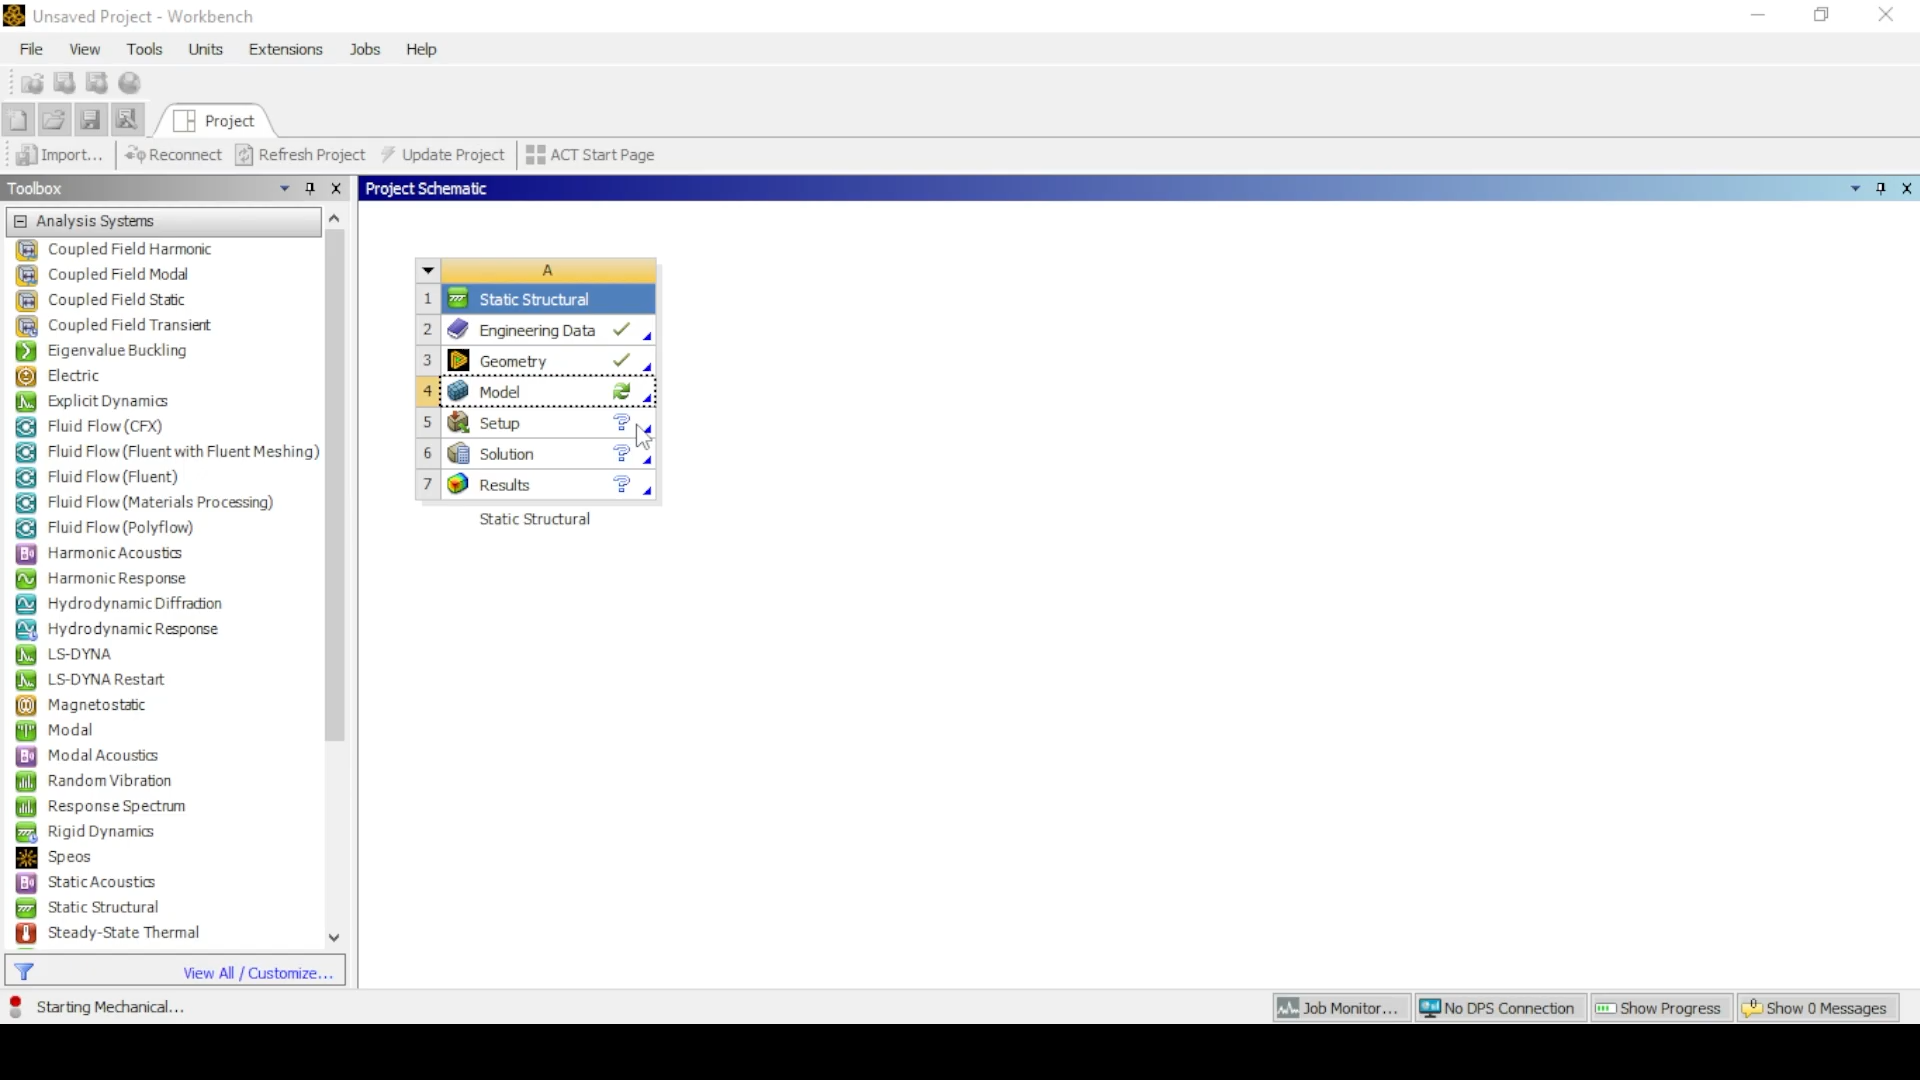 Unsaved Project - Workbench
File View Tools Units Extensions Jobs Help
Project
Import... Reconnect Refresh Project Update Project ACT Start Page
Toolbox
Project Schematic
Analysis Systems
Coupled Field Harmonic
Coupled Field Modal
Coupled Field Static
Coupled Field Transient
Eigenvalue Buckling
Electric
Explicit Dynamics
Fluid Flow (CFX)
Fluid Flow (Fluent with Fluent Meshing)
Fluid Flow (Fluent)
Fluid Flow (Materials Processing)
Fluid Flow (Polyflow)
Harmonic Acoustics
Harmonic Response
Hydrodynamic Diffraction
Hydrodynamic Response
LS-DYNA
LS-DYNA Restart
Magnetostatic
Modal
Modal Acoustics
Random Vibration
Response Spectrum
Rigid Dynamics
Speos
Static Acoustics
Static Structural
Steady-State Thermal
View All / Customize...
A
1 Static Structural
2 Engineering Data
3 Geometry
4 Model
5 Setup ?
6 Solution ?
7 Results ?
Static Structural
Starting Mechanical...
Job Monitor... No DPS Connection Show Progress Show 0 Messages